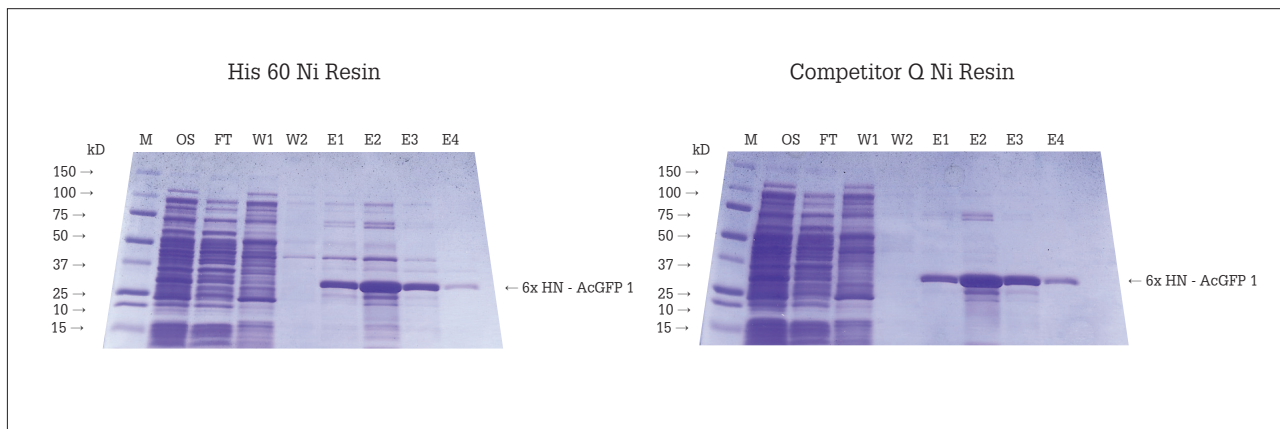 His 60 Ni Resin
M OS FT W1 W2 E1 E2 E3 E4
kD
150 →
100 →
75 →
50 →
37 →
25 →
10 →
15 →
← 6x HN - AcGFP 1
Competitor Q Ni Resin
M OS FT W1 W2 E1 E2 E3 E4
kD
150 →
100 →
75 →
50 →
37 →
25 →
10 →
15 →
← 6x HN - AcGFP 1